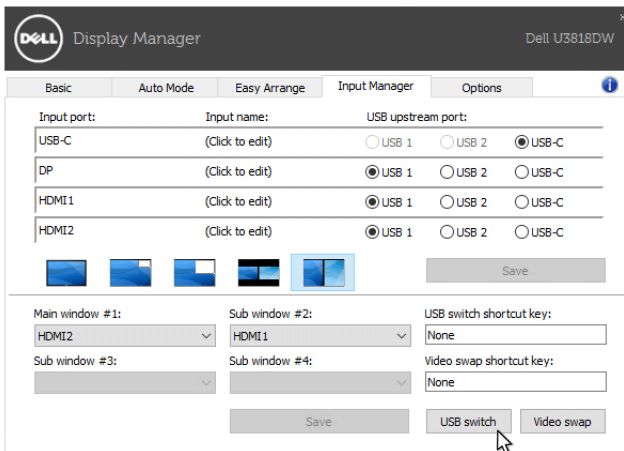 DELL Display Manager Dell U3818DW
Basic Auto Mode Easy Arrange Input Manager Options i
Input port: Input name: USB upstream port:
USB-C (Click to edit) USB 1 USB 2 USB-C
DP (Click to edit) USB 1 USB 2 USB-C
HDMI1 (Click to edit) USB 1 USB 2 USB-C
HDMI2 (Click to edit) USB 1 USB 2 USB-C
Save
Main window #1: Sub window #2: USB switch shortcut key:
HDMI2 HDMI1 None
Sub window #3: Sub window #4: Video swap shortcut key:
None
Save USB switch Video swap